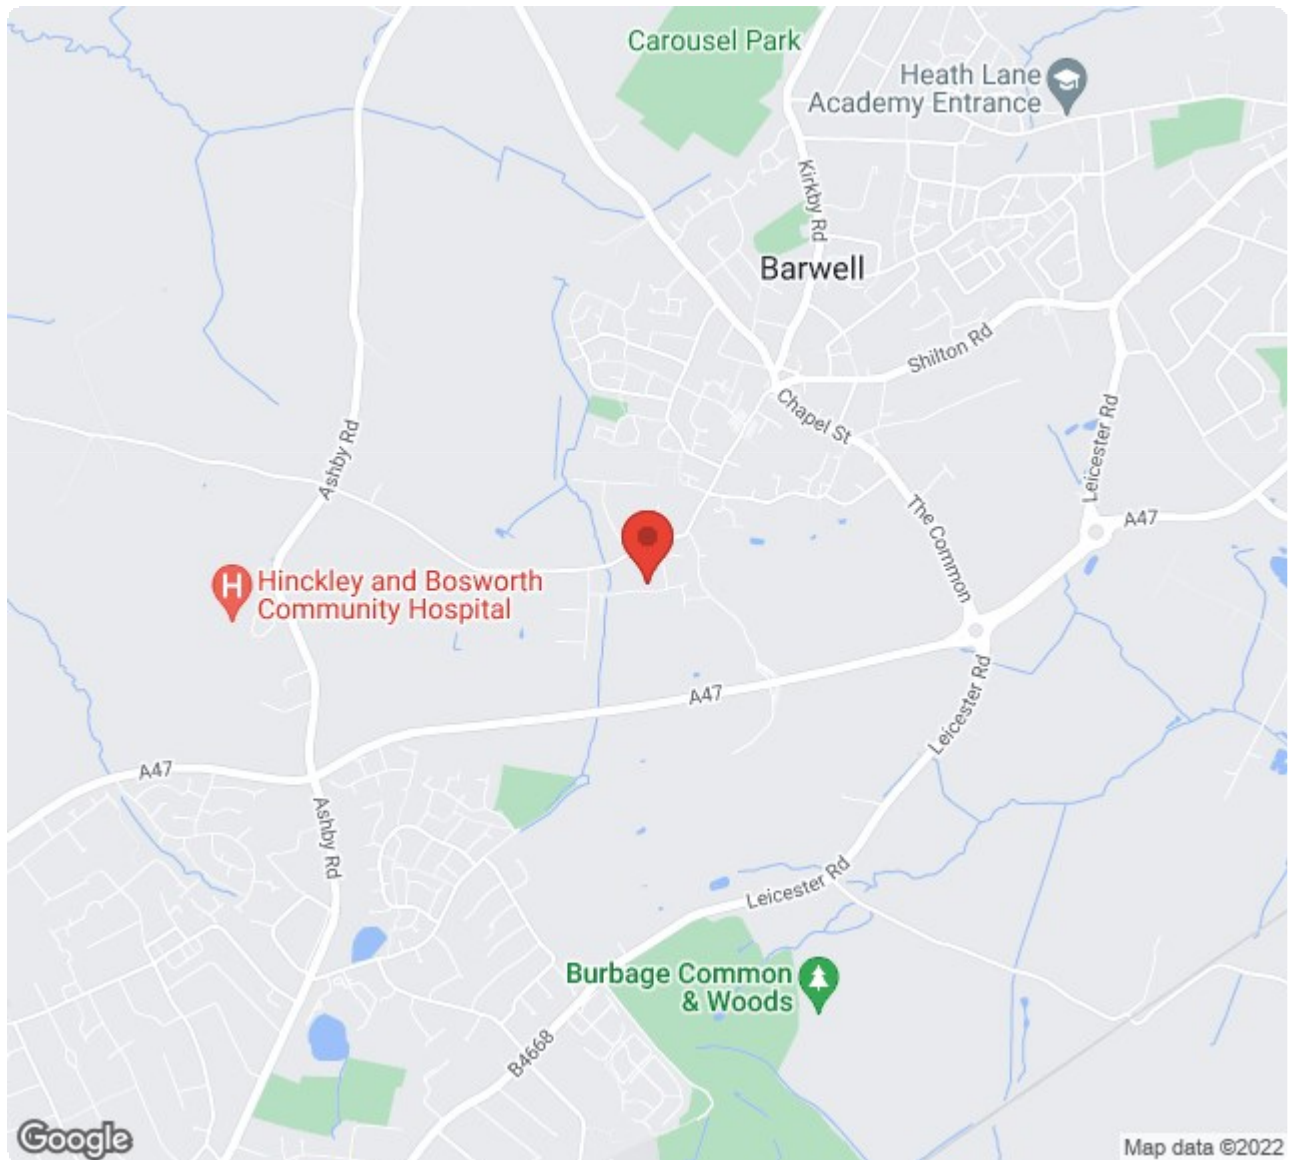 Carousel Park
Heath Lane
Academy Entrance
Kirkby Rd
Barwell
Shilton Rd
Chapel St
Leicester Rd
Ashby Rd
The Common
A47
Hinckley and Bosworth
Community Hospital
A47
Leicester Rd
A47
Ashby Rd
Leicester Rd
Burbage Common
& Woods
B4668
Google
Map data ©2022